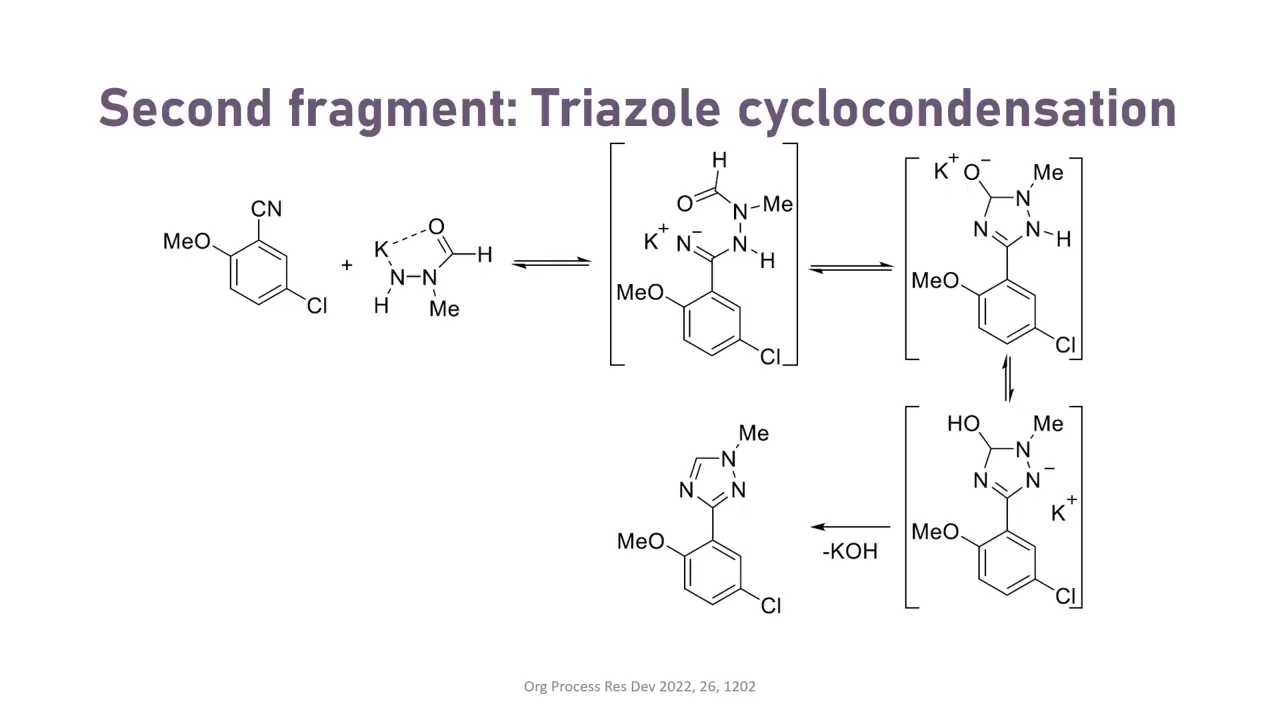 Second fragment: Triazole cyclocondensation
CN
MeO
Cl
+
K
O
H
N
N
H
Me
H
O
N
Me
K+
N−
N
H
MeO
Cl
K+
O−
Me
N
N
N
H
MeO
Cl
HO
Me
N
N
N−
K+
MeO
Cl
-KOH
Me
N
N
N
MeO
Cl
Org Process Res Dev 2022, 26, 1202